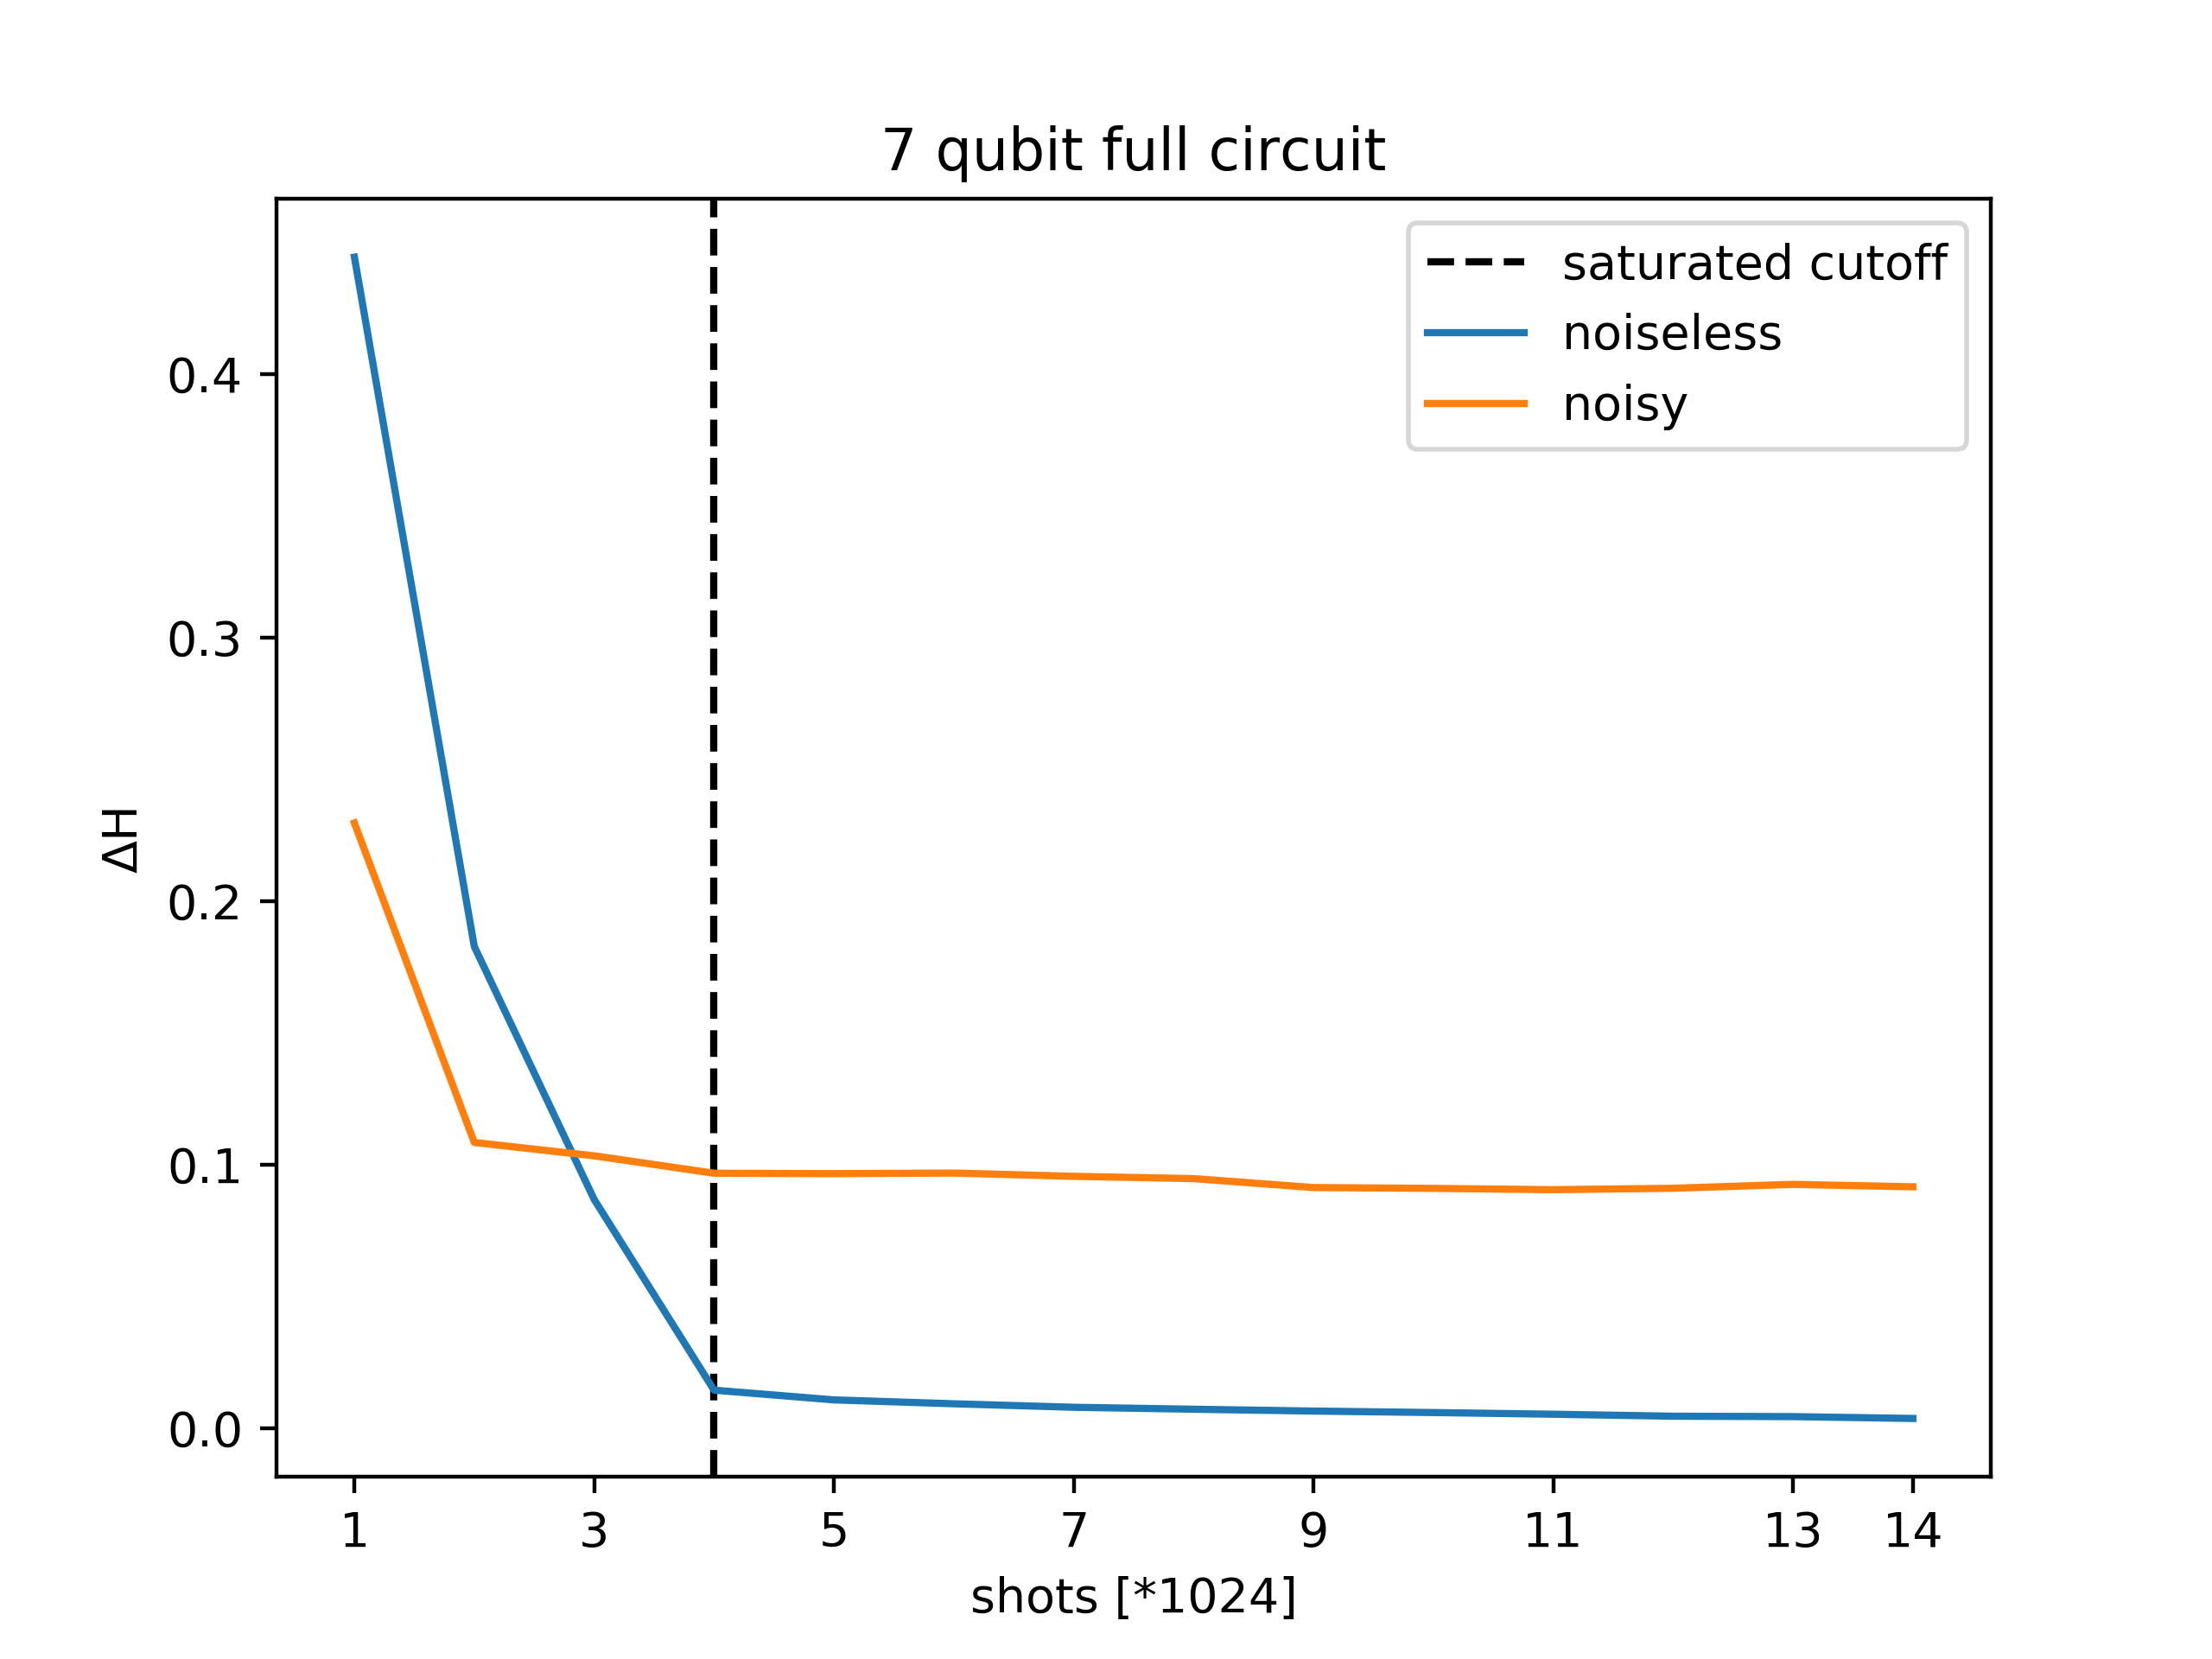 7 qubit full circuit
saturated cutoff
noiseless
noisy
0.4
0.3
0.2
0.1
0.0
ΔH
1 3 5 7 9 11 13 14
shots [*1024]